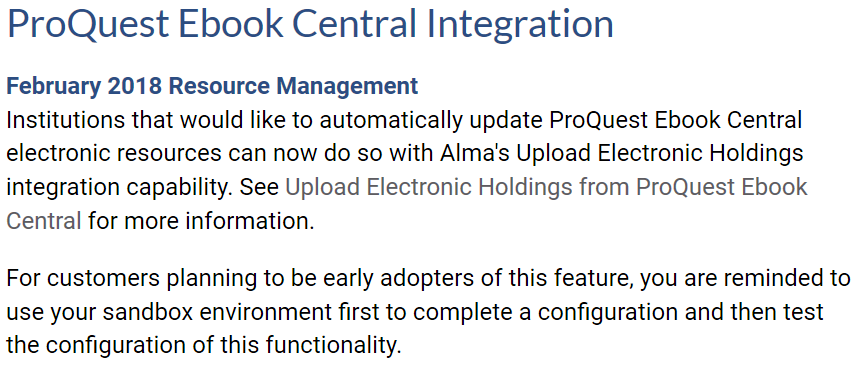 ProQuest Ebook Central Integration
February 2018 Resource Management
Institutions that would like to automatically update ProQuest Ebook Central
electronic resources can now do so with Alma's Upload Electronic Holdings
integration capability. See Upload Electronic Holdings from ProQuest Ebook
Central for more information.
For customers planning to be early adopters of this feature, you are reminded to
use your sandbox environment first to complete a configuration and then test
the configuration of this functionality.